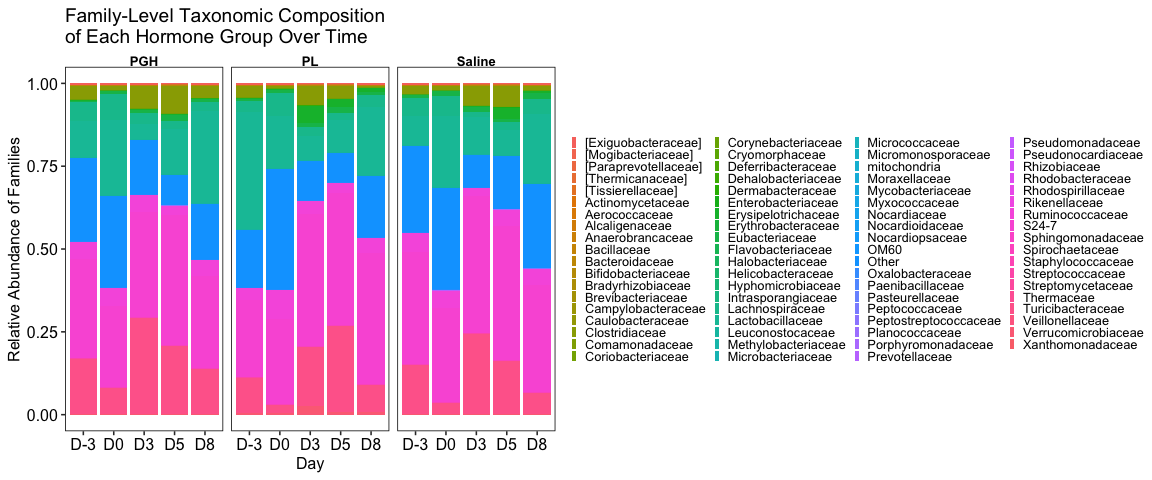 Family-Level Taxonomic Composition
of Each Hormone Group Over Time
PGH
PL
Saline
Relative Abundance of Families
1.00
0.75
0.50
0.25
0.00
D-3 D0 D3 D5 D8
D-3 D0 D3 D5 D8
D-3 D0 D3 D5 D8
Day
[Exiguobacteraceae]
[Mogibacteriaceae]
[Paraprevotellaceae]
[Thermicanaceae]
[Tissierellaceae]
Actinomycetaceae
Aerococcaceae
Alcaligenaceae
Anaerobrancaceae
Bacillaceae
Bacteroidaceae
Bifidobacteriaceae
Bradyrhizobiaceae
Brevibacteriaceae
Campylobacteraceae
Caulobacteraceae
Clostridiaceae
Comamonadaceae
Coriobacteriaceae
Corynebacteriaceae
Cryomorphaceae
Deferribacteraceae
Dehalobacteriaceae
Dermabacteraceae
Enterobacteriaceae
Erysipelotrichaceae
Erythrobacteraceae
Eubacteriaceae
Flavobacteriaceae
Halobacteriaceae
Helicobacteraceae
Hyphomicrobiaceae
Intrasporangiaceae
Lachnospiraceae
Lactobacillaceae
Leuconostocaceae
Methylobacteriaceae
Microbacteriaceae
Micrococcaceae
Micromonosporaceae
mitochondria
Moraxellaceae
Mycobacteriaceae
Myxococcaceae
Nocardiaceae
Nocardioidaceae
Nocardiopsaceae
OM60
Other
Oxalobacteraceae
Paenibacillaceae
Pasteurellaceae
Peptococcaceae
Peptostreptococcaceae
Planococcaceae
Porphyromonadaceae
Prevotellaceae
Pseudomonadaceae
Pseudonocardiaceae
Rhizobiaceae
Rhodobacteraceae
Rhodospirillaceae
Rikenellaceae
Ruminococcaceae
S24-7
Sphingomonadaceae
Spirochaetaceae
Staphylococcaceae
Streptococcaceae
Streptomycetaceae
Thermaceae
Turicibacteraceae
Veillonellaceae
Verrucomicrobiaceae
Xanthomonadaceae